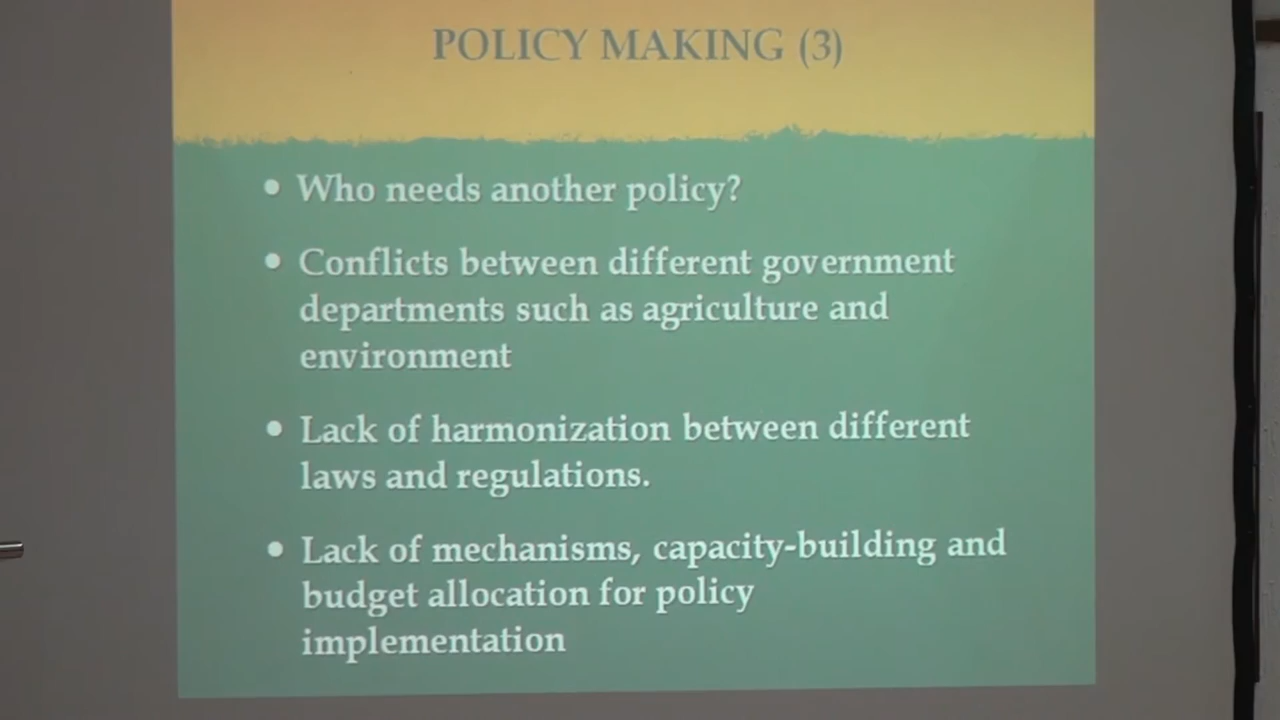 POLICY MAKING (3)
• Who needs another policy?
• Conflicts between different government
departments such as agriculture and
environment
• Lack of harmonization between different
laws and regulations.
• Lack of mechanisms, capacity-building and
budget allocation for policy
implementation